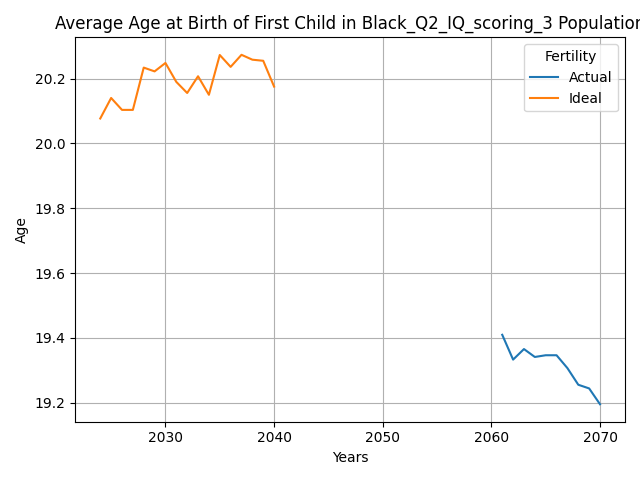 Average Age at Birth of First Child in Black_Q2_IQ_scoring_3 Population
Fertility
Actual
Ideal
20.2
20.0
19.8
19.6
19.4
19.2
Age
2030 2040 2050 2060 2070
Years